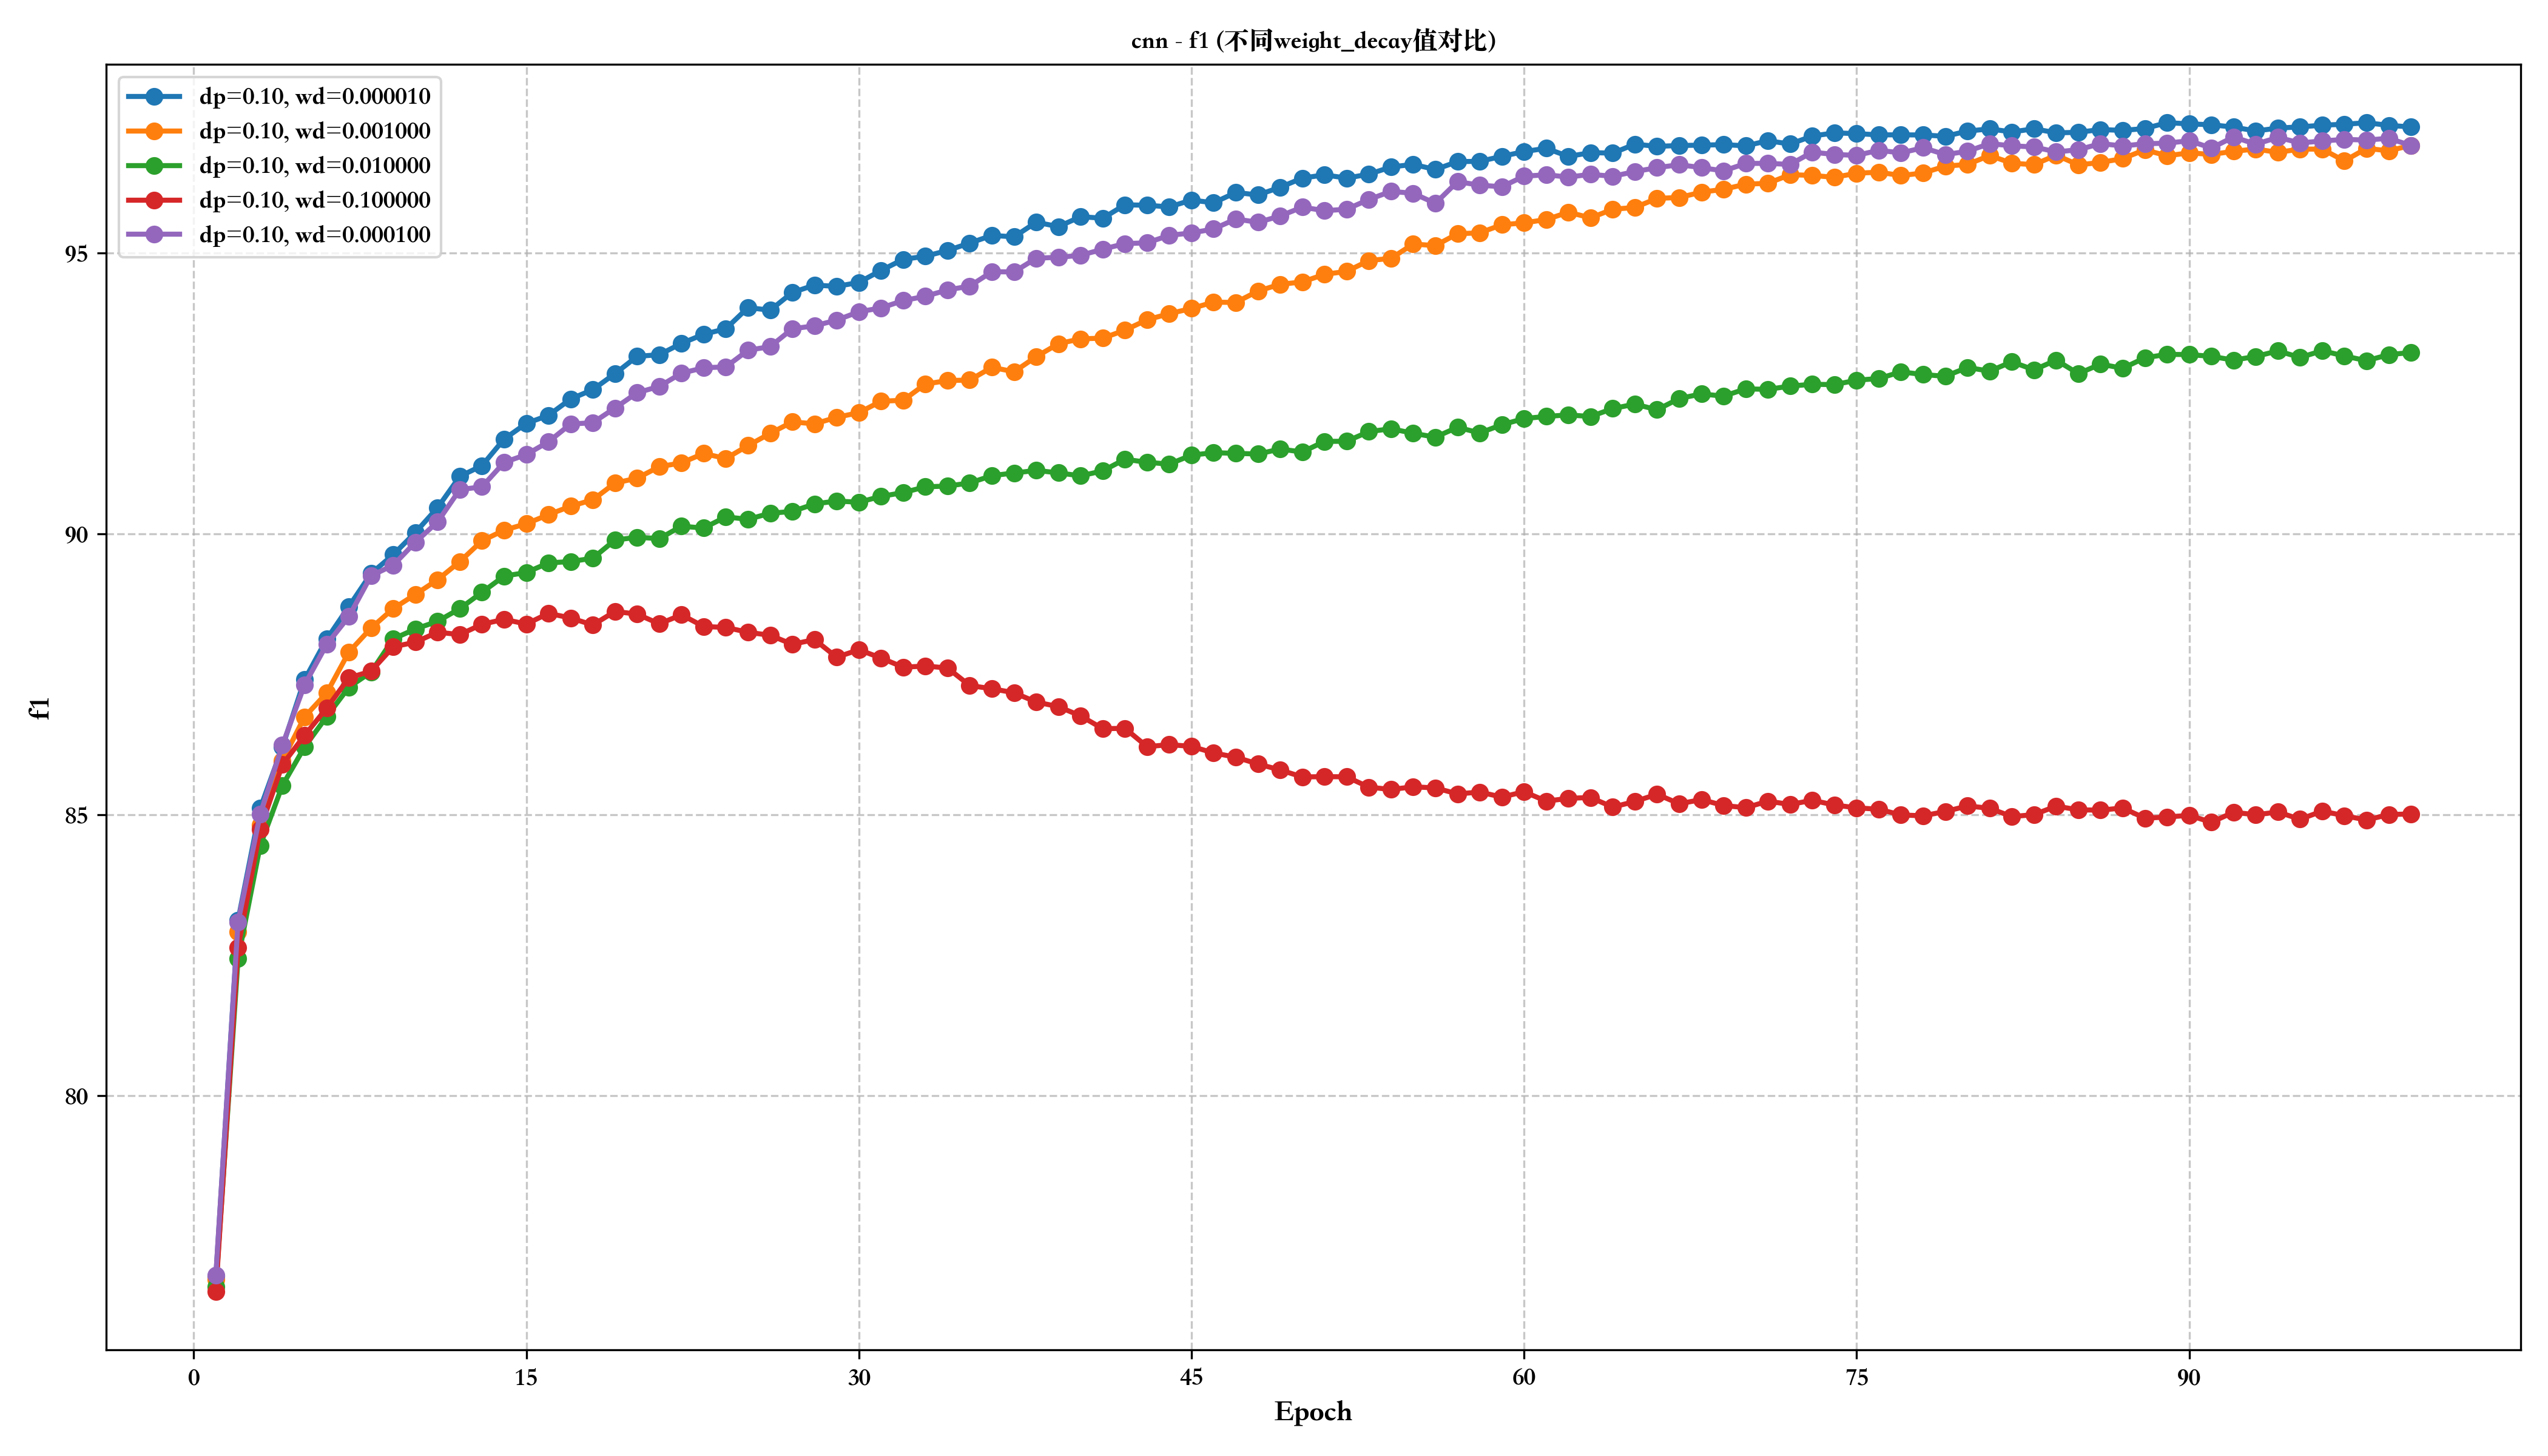 cnn - f1 (不同weight_decay值对比)
dp=0.10, wd=0.000010
dp=0.10, wd=0.001000
dp=0.10, wd=0.010000
dp=0.10, wd=0.100000
dp=0.10, wd=0.000100
95
90
85
80
f1
0 15 30 45 60 75 90
Epoch